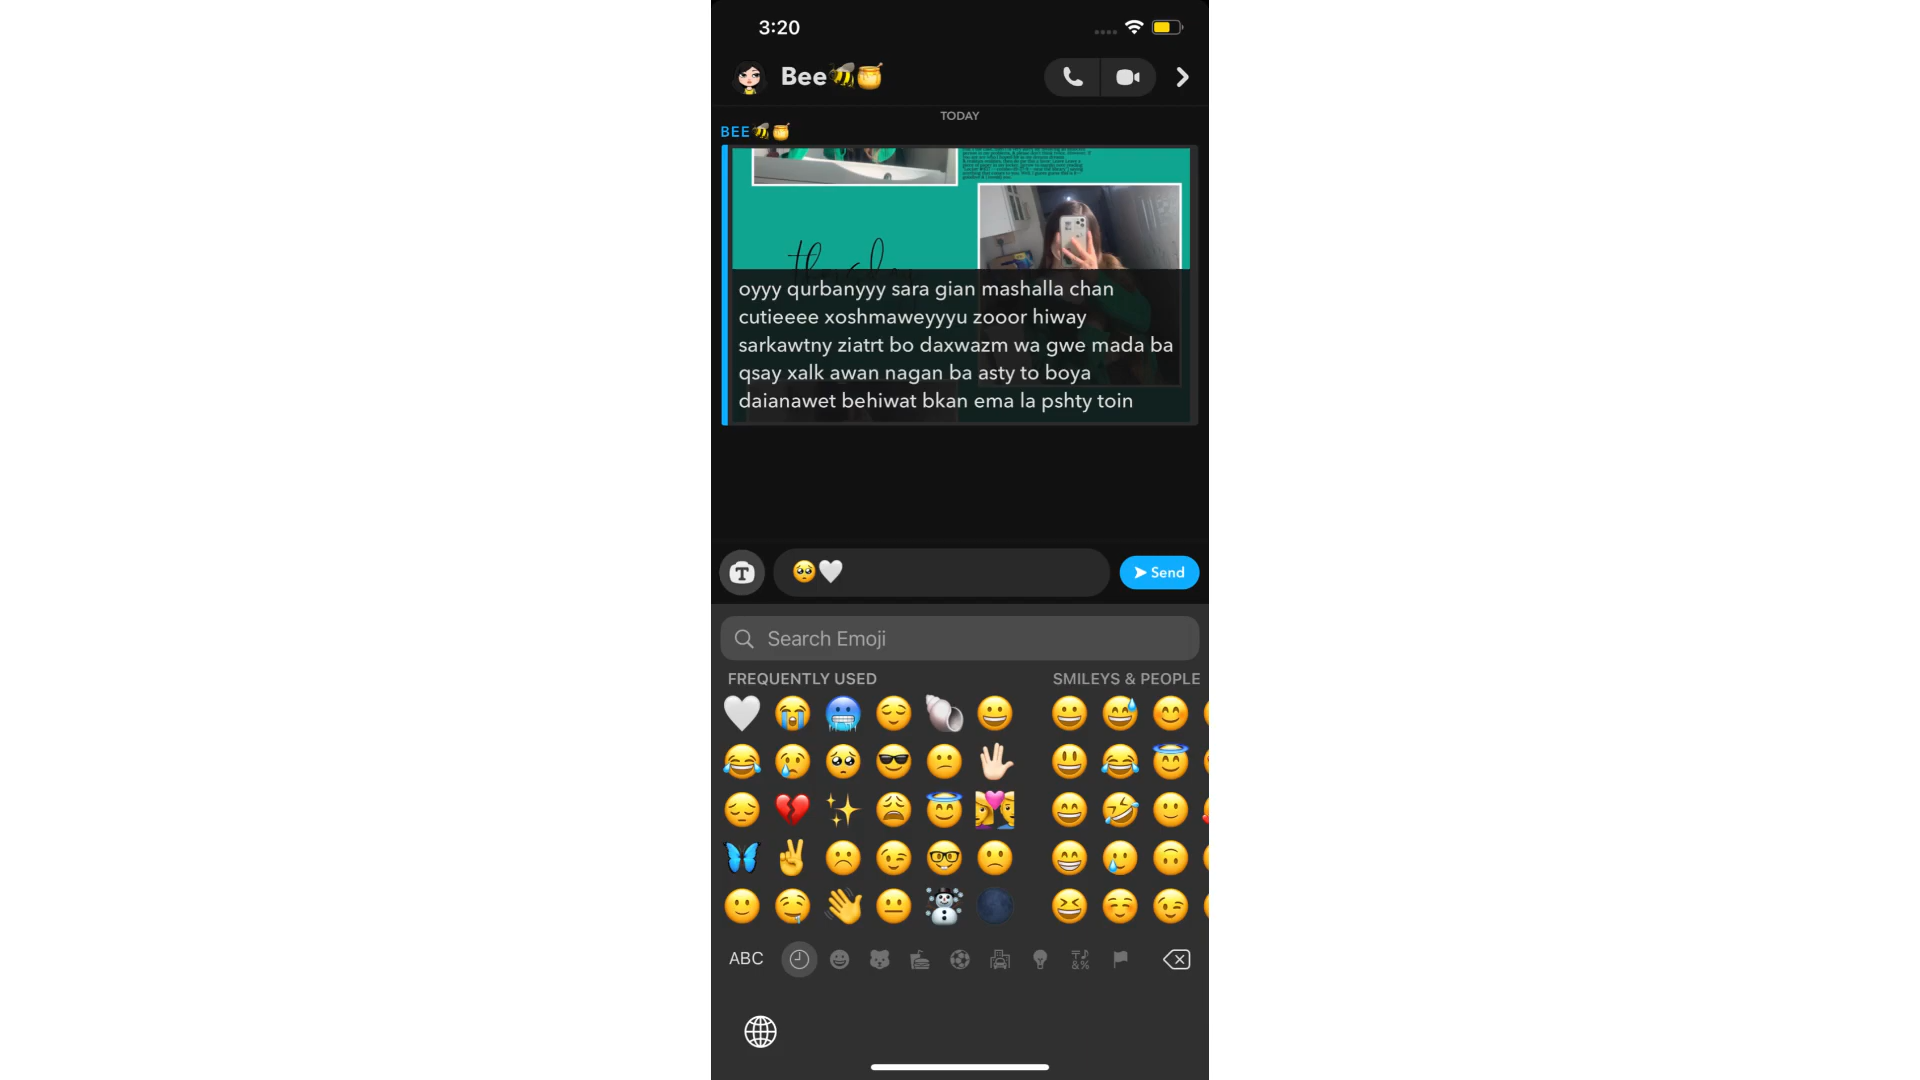 3:20
Bee🐝🍯
TODAY
BEE🐝🍯
oyyy qurbanyyy sara gian mashalla chan
cutieeee xoshmaweyyyu zooor hiway
sarkawtny ziatrt bo daxwazm wa gwe mada ba
qsay xalk awan nagan ba asty to boya
daianawet behiwat bkan ema la pshty toin
T
🥺🤍
Send
Search Emoji
FREQUENTLY USED
SMILEYS & PEOPLE
ABC